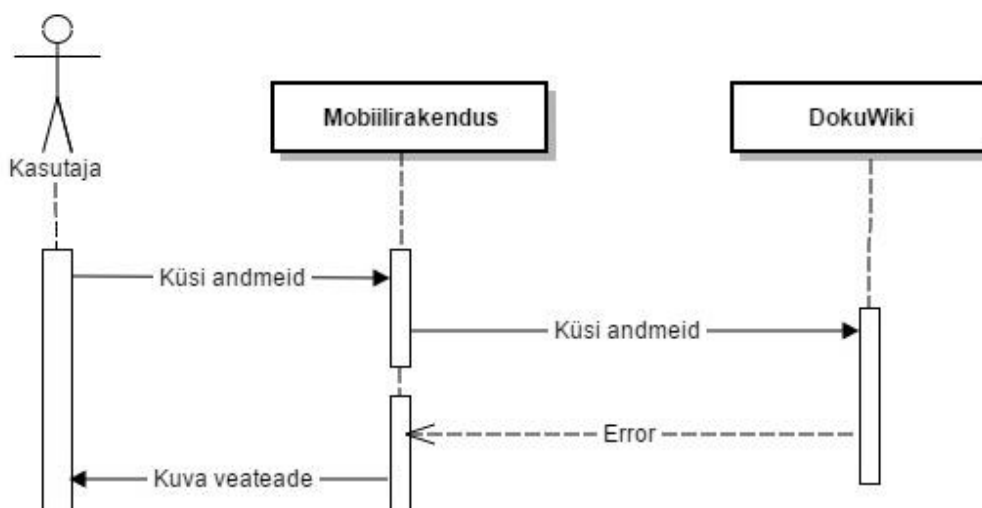 Mobiilirakendus
DokuWiki
Kasutaja
Küsi andmeid
Küsi andmeid
Error
Kuva veateade